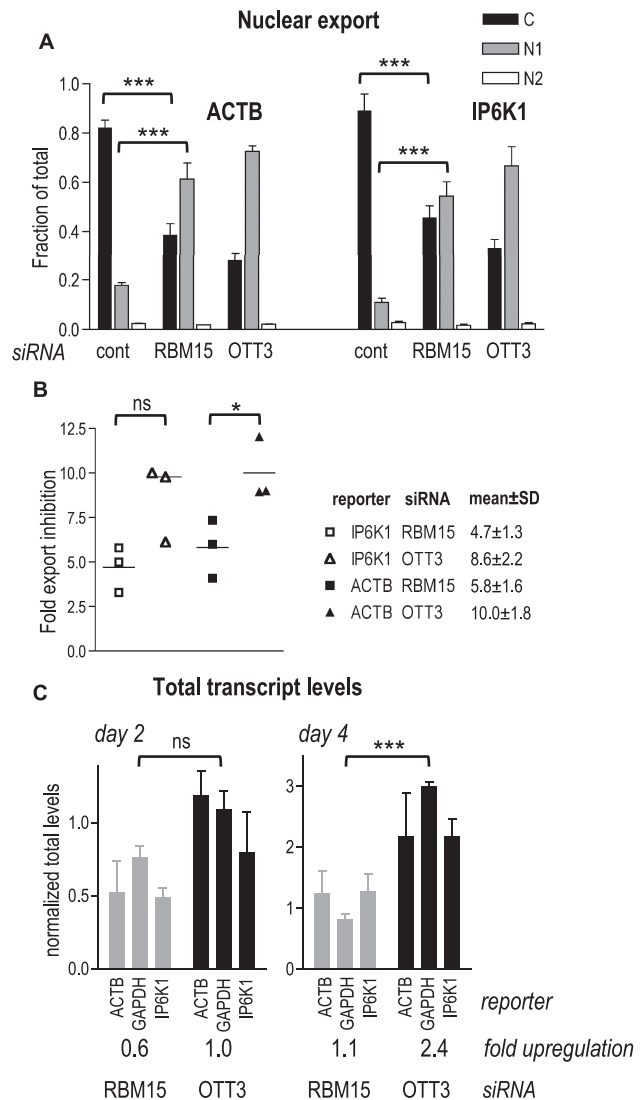 Nuclear export
C
N1
N2
A
Fraction of total
1.0
0.8
0.6
0.4
0.2
0.0
***
***
ACTB
***
***
IP6K1
siRNA cont RBM15 OTT3 cont RBM15 OTT3
B
Fold export inhibition
12.5
10.0
7.5
5.0
2.5
0.0
ns
*
reporter siRNA mean±SD
IP6K1 RBM15 4.7±1.3
IP6K1 OTT3 8.6±2.2
ACTB RBM15 5.8±1.6
ACTB OTT3 10.0±1.8
C Total transcript levels
day 2
ns
normalized total levels
1.0
0.5
0.0
day 4
***
3
2
1
0
ACTB GAPDH IP6K1 ACTB GAPDH IP6K1 ACTB GAPDH IP6K1 ACTB GAPDH IP6K1 reporter
0.6 1.0 1.1 2.4 fold upregulation
RBM15 OTT3 RBM15 OTT3 siRNA